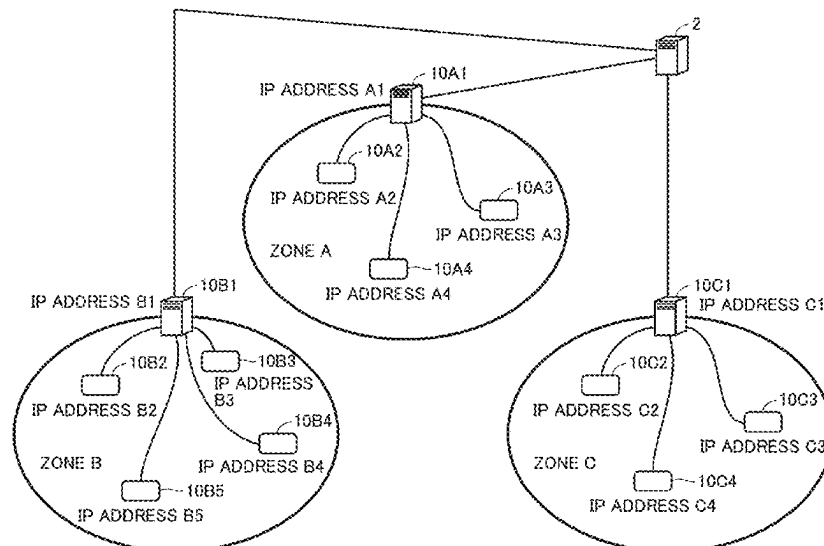 2
10A1
IP ADDRESS A1
10A2
IP ADDRESS A2
10A3
IP ADDRESS A3
ZONE A
10A4
IP ADDRESS A4
10B1
IP ADDRESS B1
10B2
IP ADDRESS B2
10B3
IP ADDRESS
B3
10B4
IP ADDRESS B4
ZONE B
10B5
IP ADDRESS B5
10C1
IP ADDRESS C1
10C2
IP ADDRESS C2
10C3
IP ADDRESS C3
ZONE C
10C4
IP ADDRESS C4